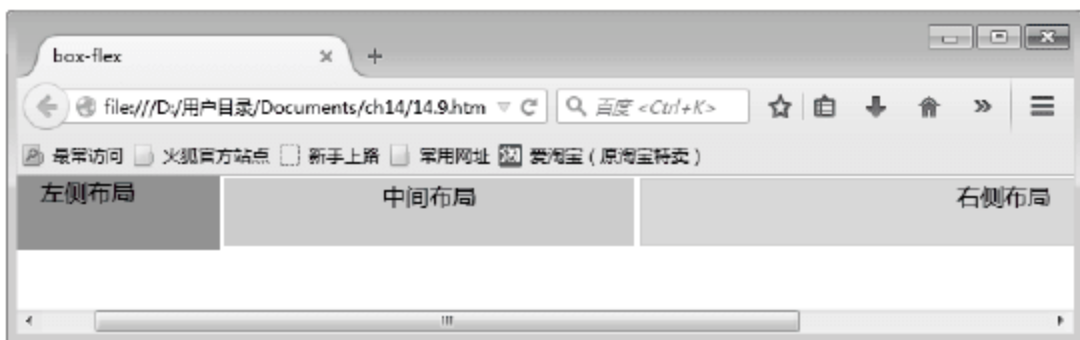 box-flex
file:///D:/用户目录/Documents/ch14/14.9.htm
百度 <Ctrl+K>
最常访问 火狐官方站点 新手上路 常用网址 爱淘宝（原淘宝特卖）
左侧布局 中间布局 右侧布局